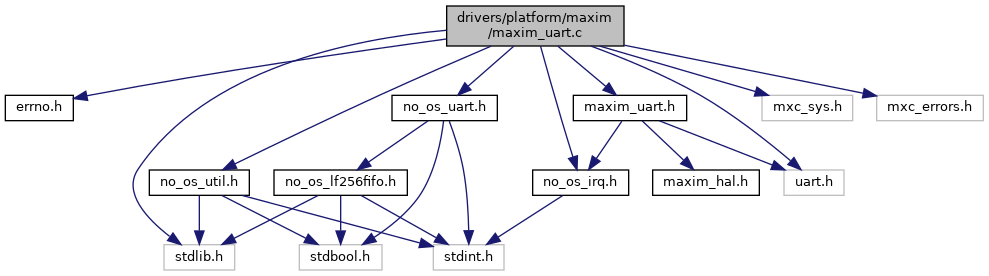 drivers/platform/maxim
/maxim_uart.c
errno.h
no_os_uart.h
maxim_uart.h
mxc_sys.h
mxc_errors.h
no_os_util.h
no_os_lf256fifo.h
no_os_irq.h
maxim_hal.h
uart.h
stdlib.h
stdbool.h
stdint.h